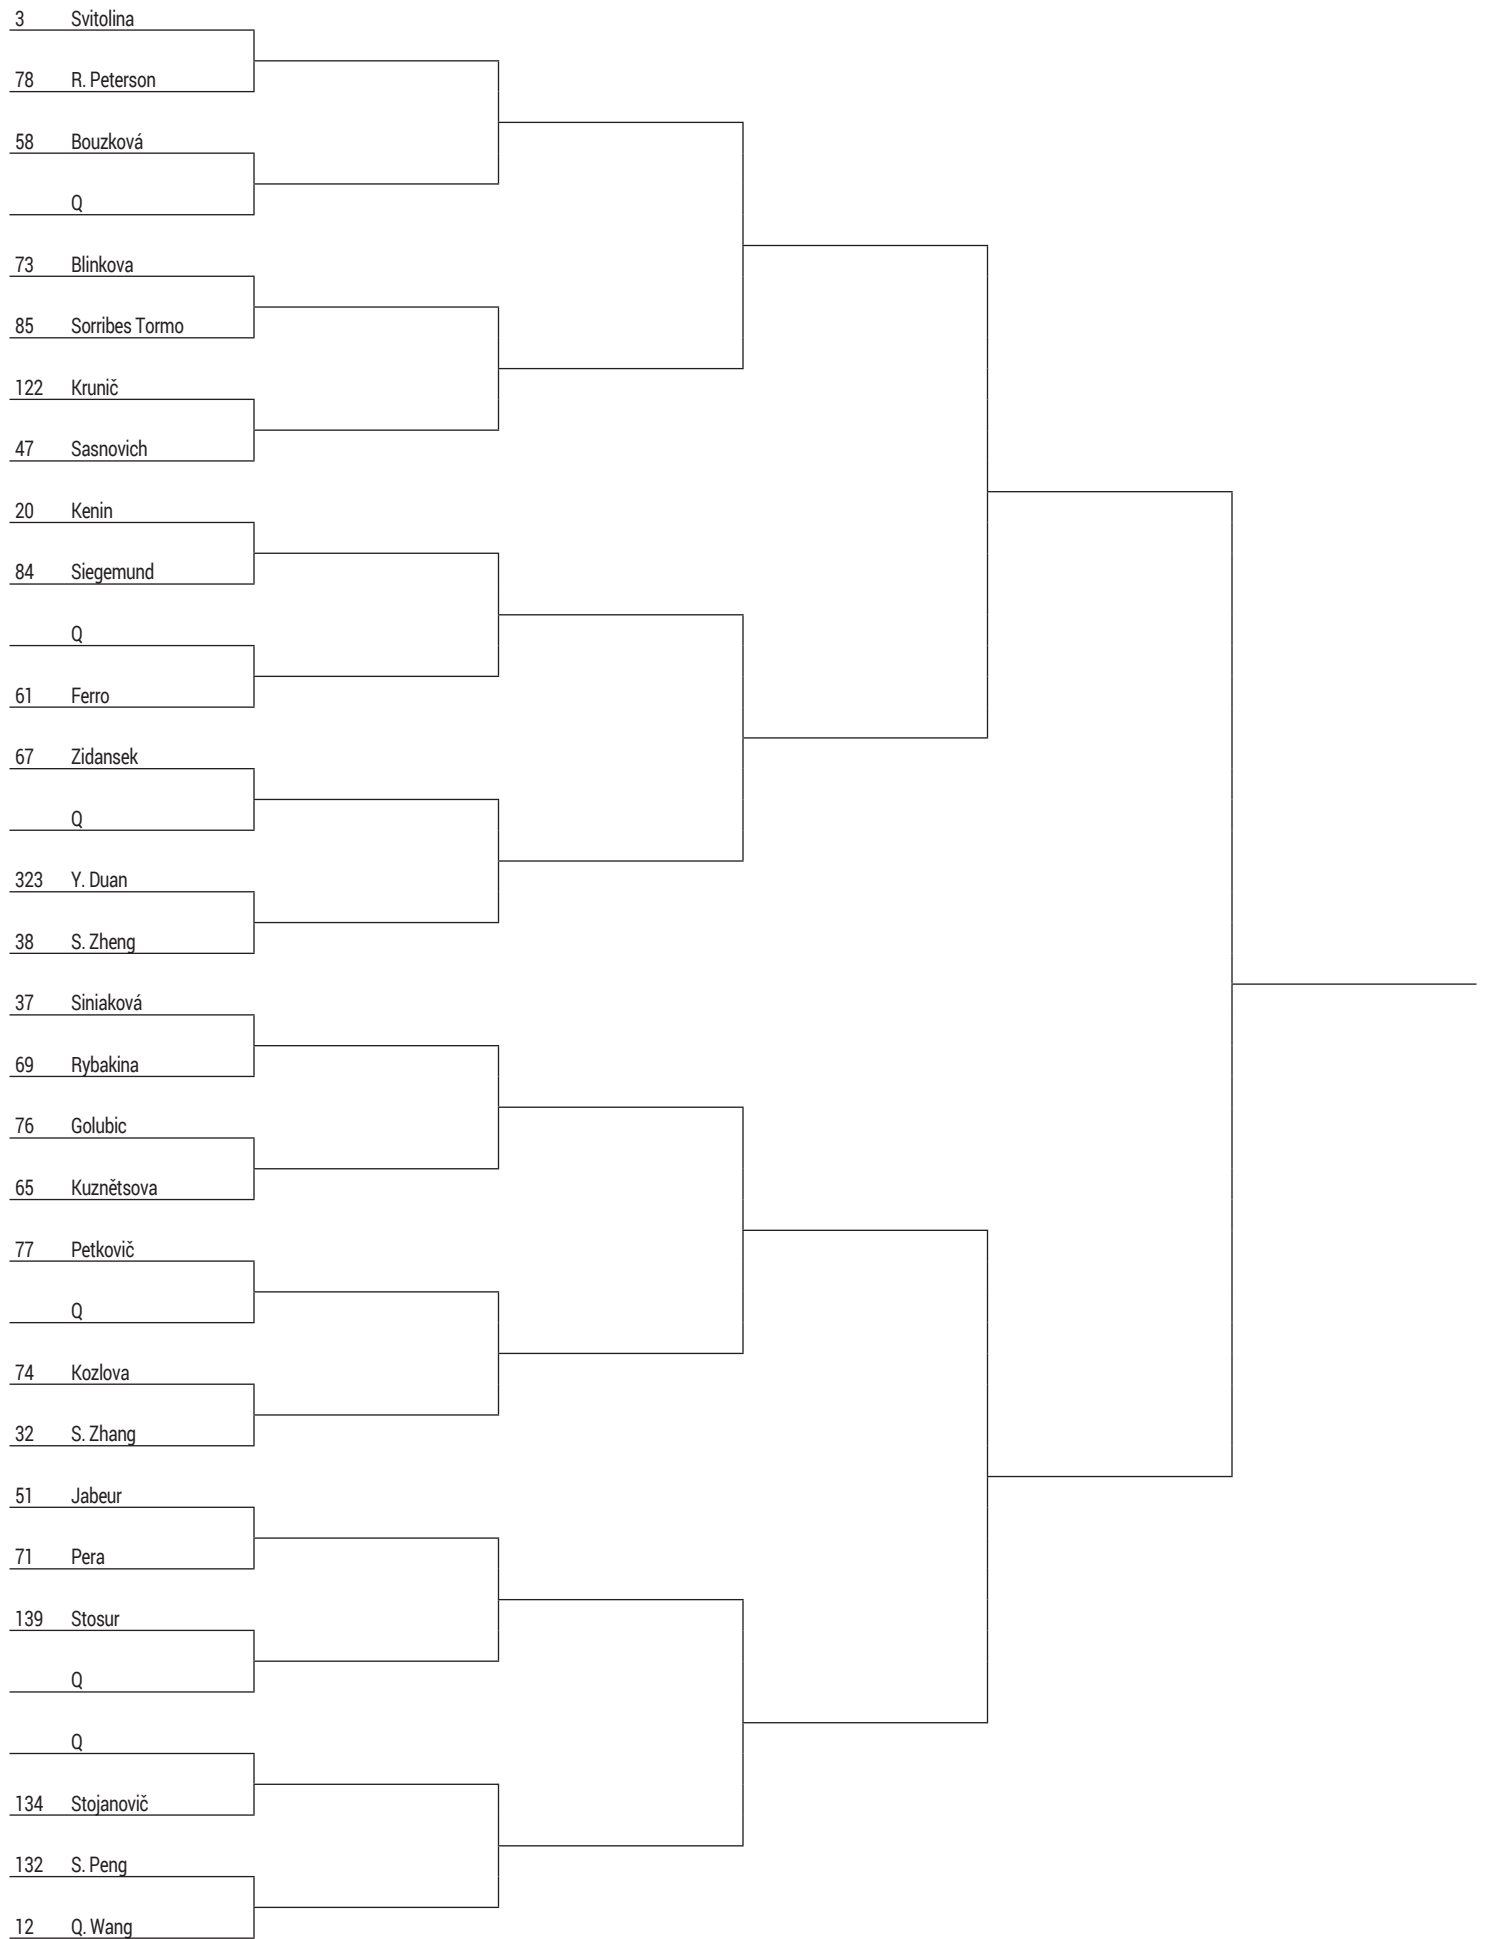 3 Svitolina
78 R. Peterson
58 Bouzková
Q
73 Blinkova
85 Sorribes Tormo
122 Krunič
47 Sasnovich
20 Kenin
84 Siegemund
Q
61 Ferro
67 Zidansek
Q
323 Y. Duan
38 S. Zheng
37 Siniaková
69 Rybakina
76 Golubic
65 Kuznětsova
77 Petkovič
Q
74 Kozlova
32 S. Zhang
51 Jabeur
71 Pera
139 Stosur
Q
Q
134 Stojanovič
132 S. Peng
12 Q. Wang